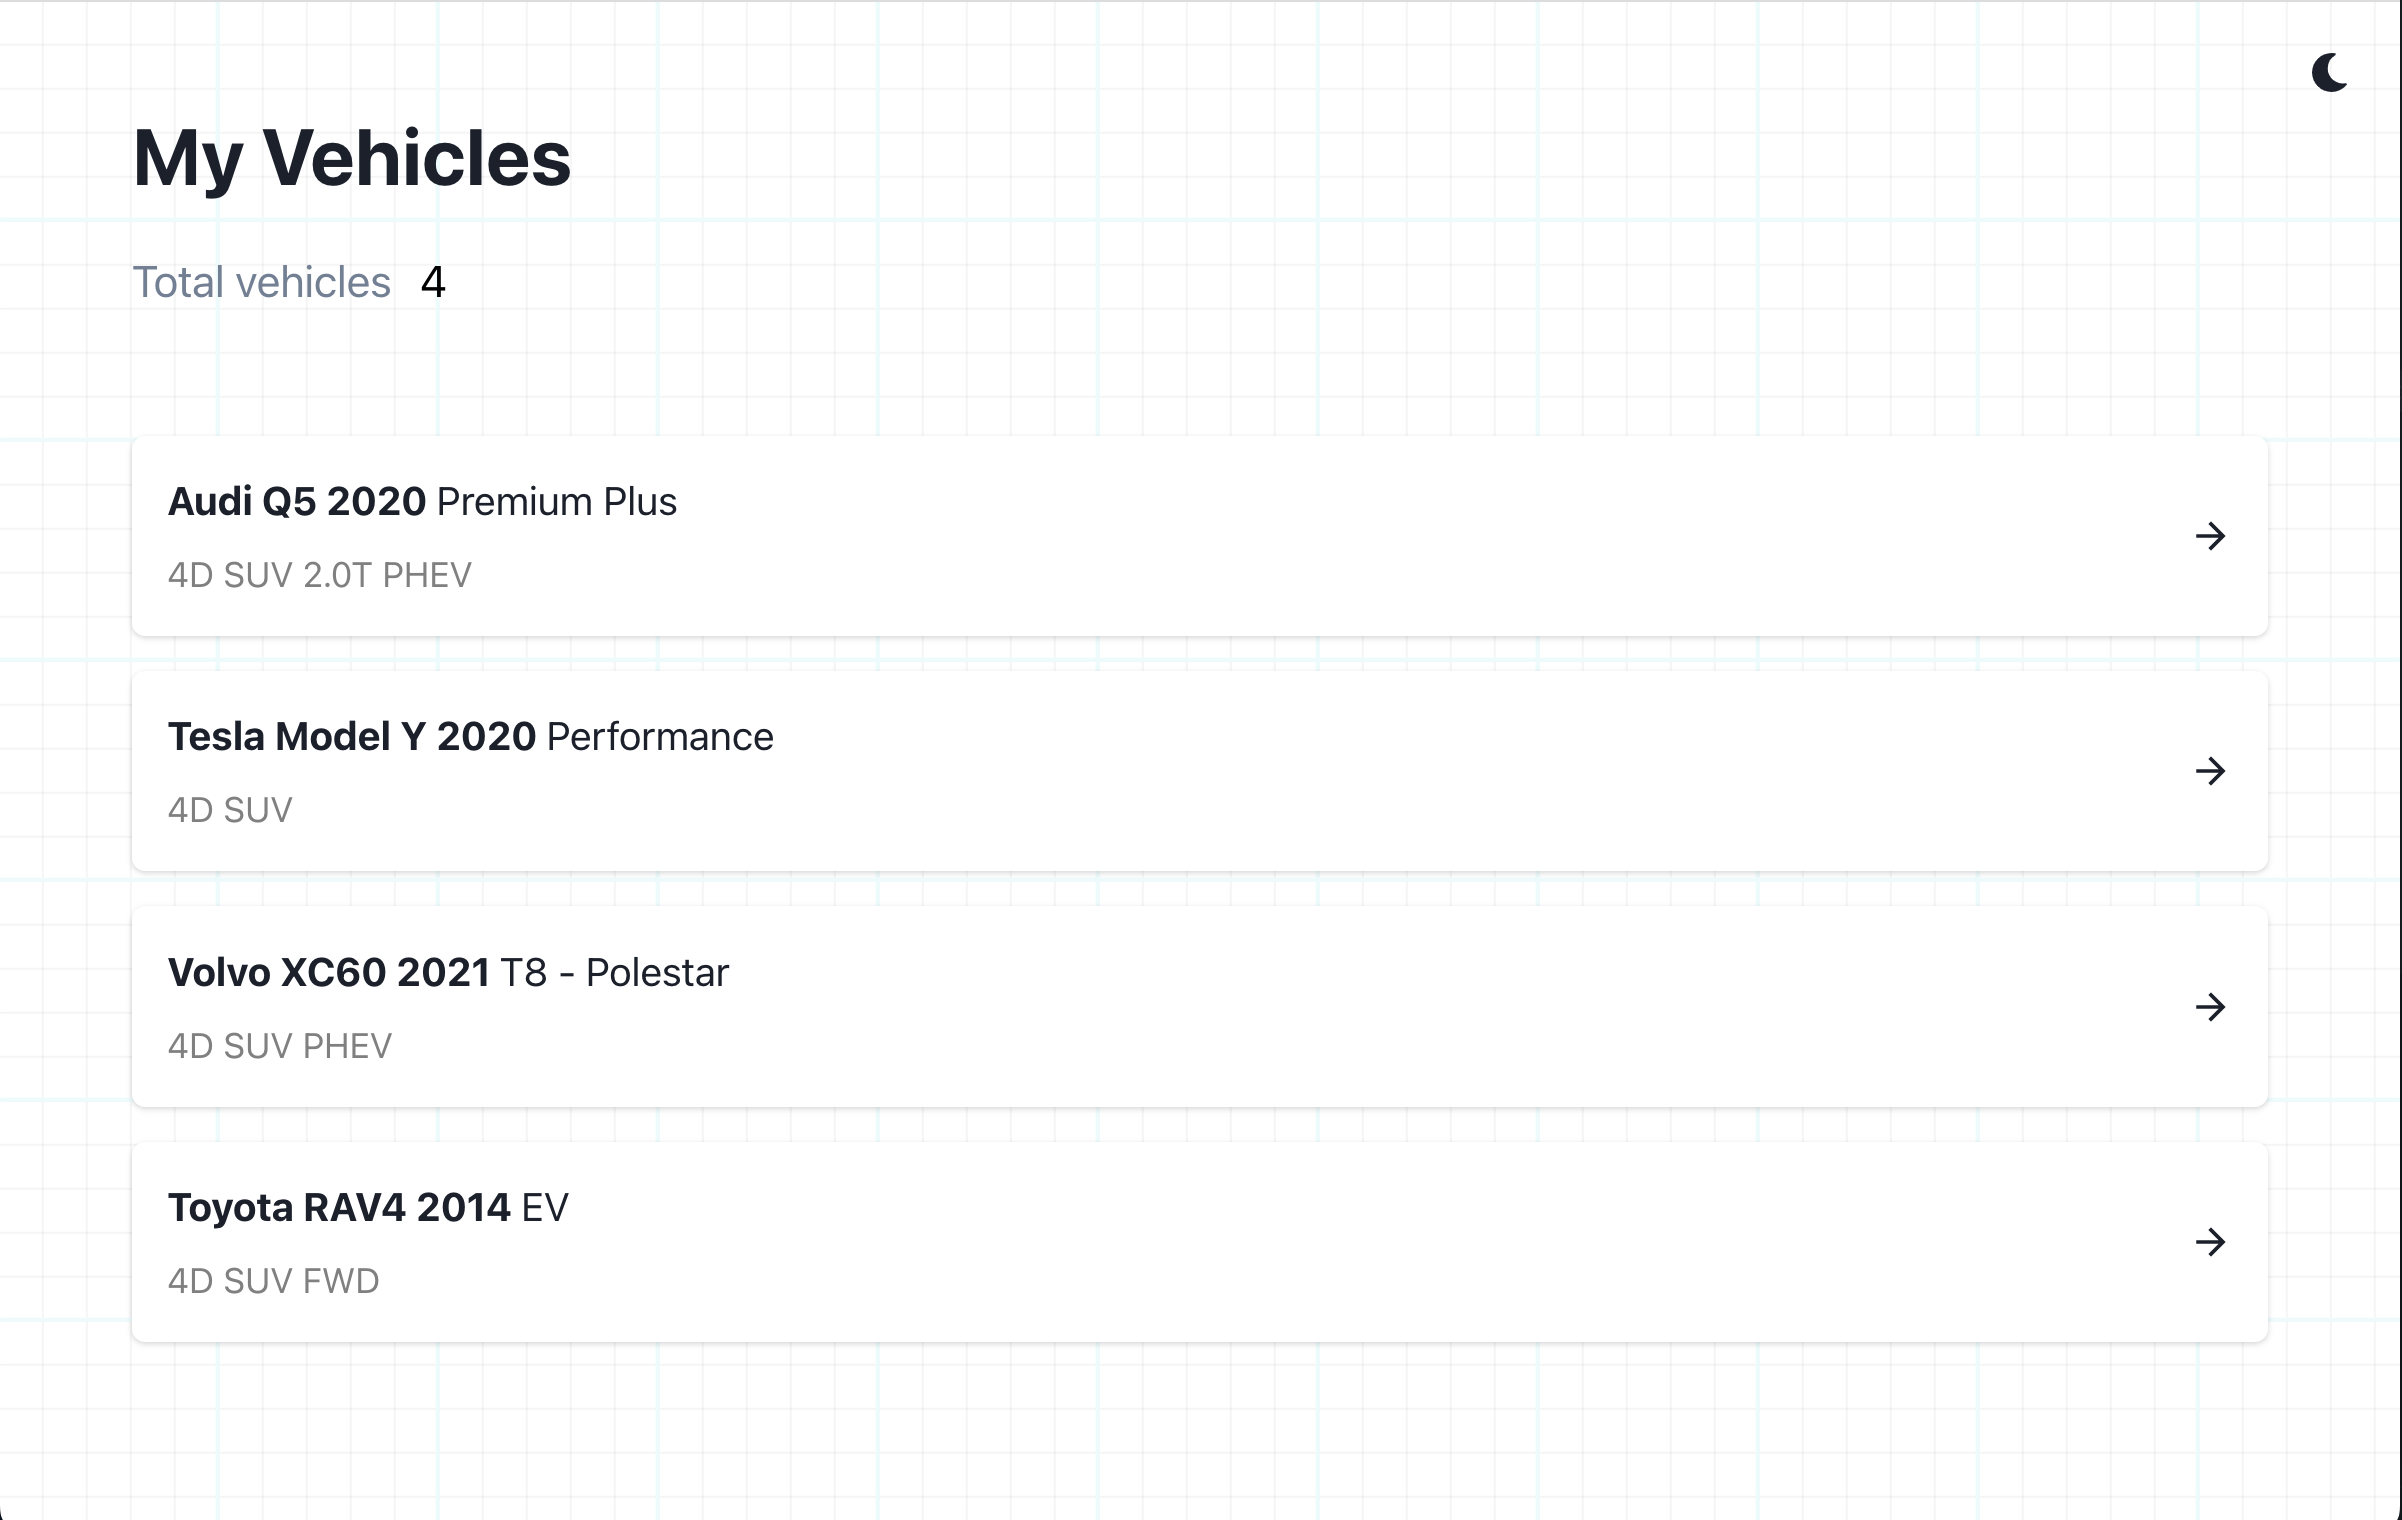 My Vehicles
Total vehicles 4
Audi Q5 2020 Premium Plus
4D SUV 2.0T PHEV
Tesla Model Y 2020 Performance
4D SUV
Volvo XC60 2021 T8 - Polestar
4D SUV PHEV
Toyota RAV4 2014 EV
4D SUV FWD